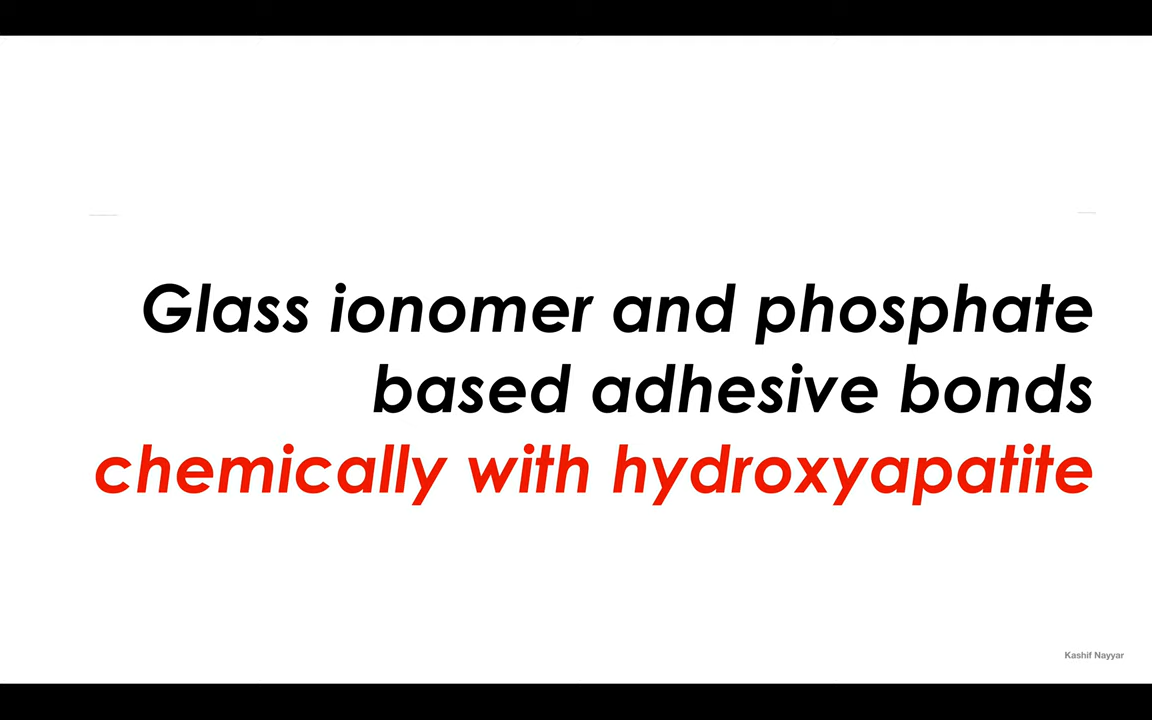 Glass ionomer and phosphate
based adhesive bonds
chemically with hydroxyapatite
Kashif Nayyar